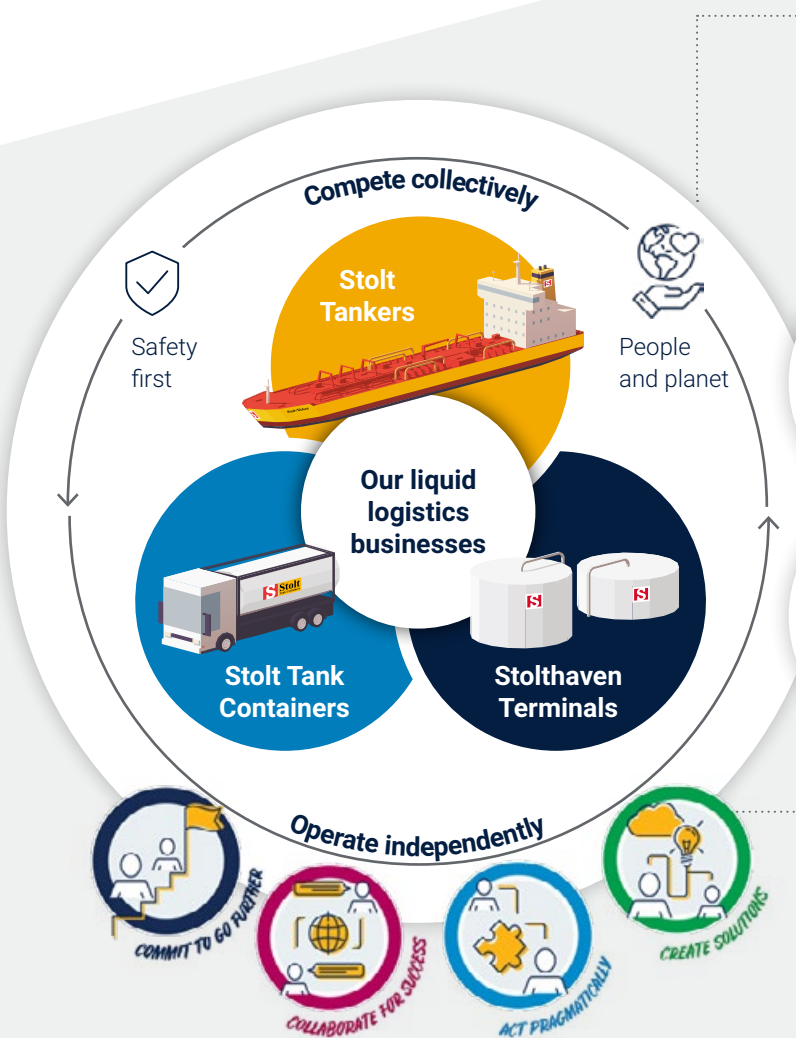 Compete collectively
Stolt
Tankers
Safety
first
People
and planet
Our liquid
logistics
businesses
S Stolt
S
S
Stolt Tank
Containers
Stolthaven
Terminals
Operate independently
COMMIT TO GO FURTHER
COLLABORATE FOR SUCCESS
ACT PRAGMATICALLY
CREATE SOLUTIONS